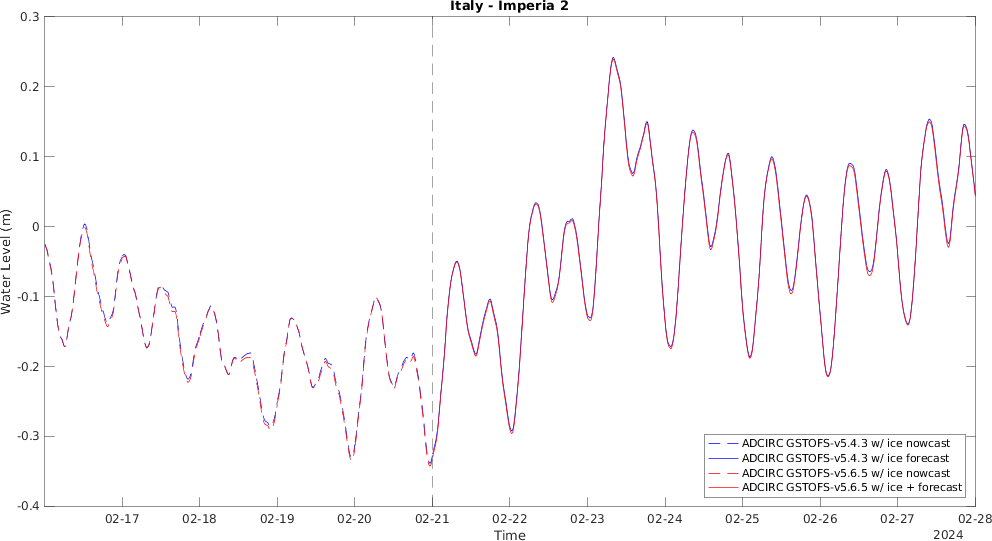 Italy - Imperia 2
0.3
0.2
0.1
0
-0.1
-0.2
-0.3
-0.4
Water Level (m)
ADCIRC GSTOFS-v5.4.3 w/ ice nowcast
ADCIRC GSTOFS-v5.4.3 w/ ice forecast
ADCIRC GSTOFS-v5.6.5 w/ ice nowcast
ADCIRC GSTOFS-v5.6.5 w/ ice + forecast
02-17 02-18 02-19 02-20 02-21 02-22 02-23 02-24 02-25 02-26 02-27 02-28
Time
2024